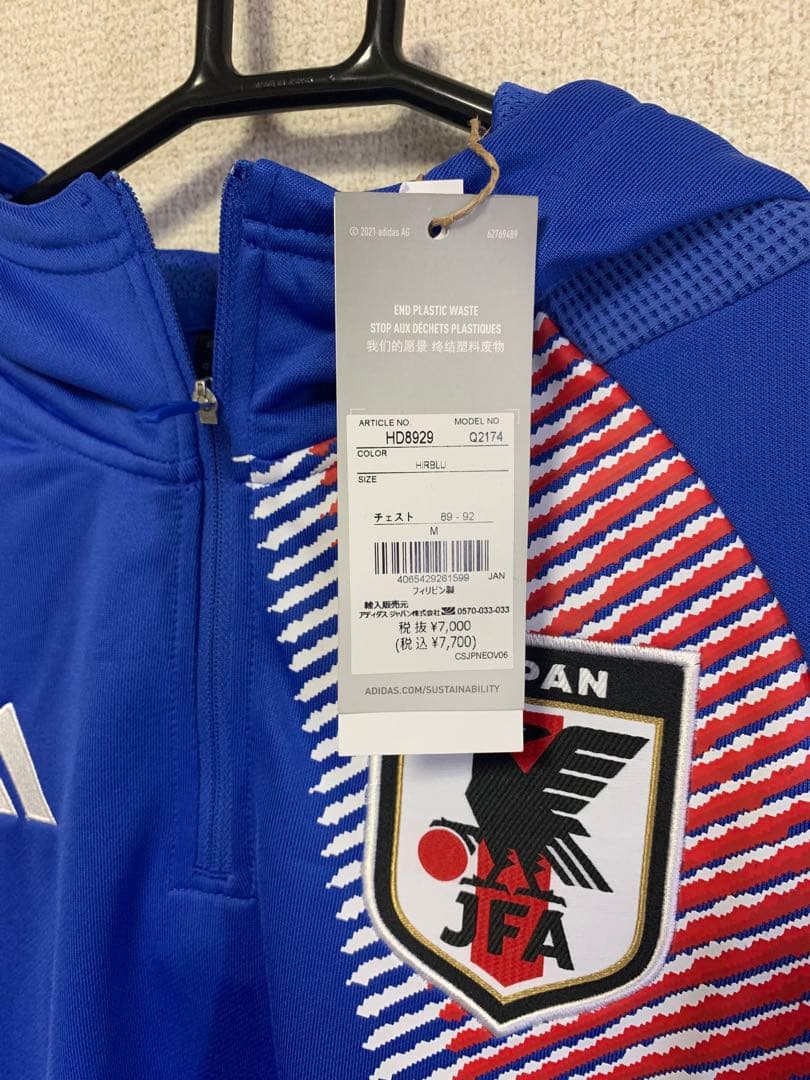 © 2021 adidas AG 62769489
END PLASTIC WASTE
STOP AUX DÉCHETS PLASTIQUES
我们的愿景 终结塑料废物
ARTICLE NO. MODEL NO.
HD8929 Q2174
COLOR
HIRBLU
SIZE
チェスト 89 - 92
M
4065429261599 JAN
フィリピン製
輸入販売元
アディダス ジャパン株式会社 0570-033-033
税抜 ¥7,000
(税込 ¥7,700)
CSJPNEOV06
ADIDAS.COM/SUSTAINABILITY
PAN
JFA